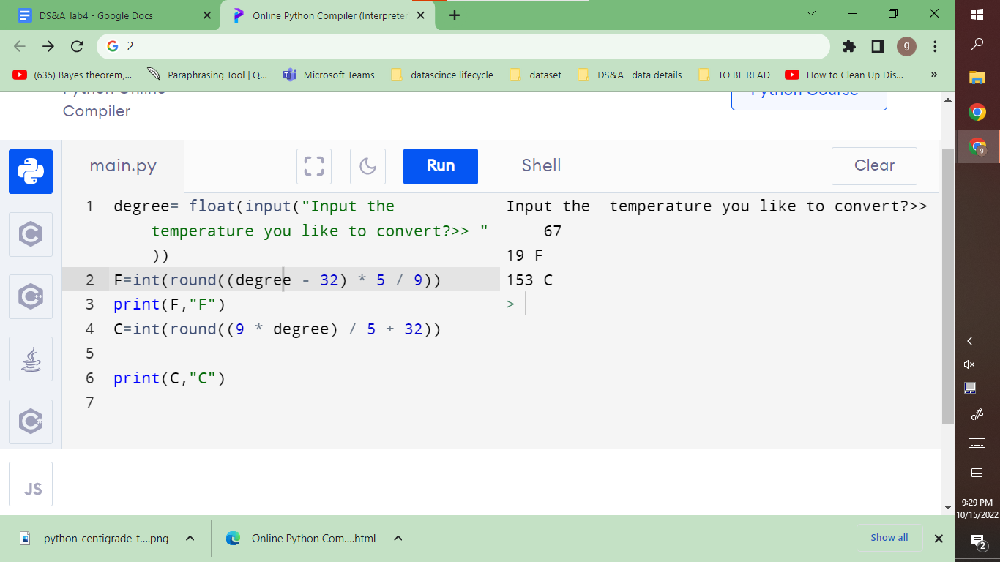 DS&A_lab4 - Google Docs
Online Python Compiler (Interpreter
G 2
g
(635) Bayes theorem,...
Paraphrasing Tool | Q...
Microsoft Teams
datascince lifecycle
dataset
DS&A data details
TO BE READ
How to Clean Up Dis...
»
Python Online
Compiler
Python Course
main.py
Run
Shell
Clear
1 degree= float(input("Input the
temperature you like to convert?>> "
))
2 F=int(round((degree - 32) * 5 / 9))
3 print(F,"F")
4 C=int(round((9 * degree) / 5 + 32))
5
6 print(C,"C")
7
Input the  temperature you like to convert?>>
67
19 F
153 C
>
C
C++
C#
JS
9:29 PM
10/15/2022
2
python-centigrade-t....png
Online Python Com....html
Show all